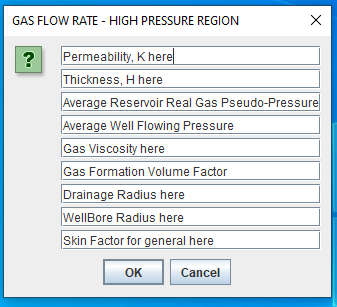 GAS FLOW RATE - HIGH PRESSURE REGION
Permeability, K here
Thickness, H here
Average Reservoir Real Gas Pseudo-Pressure
Average Well Flowing Pressure
Gas Viscosity here
Gas Formation Volume Factor
Drainage Radius here
WellBore Radius here
Skin Factor for general here
OK
Cancel